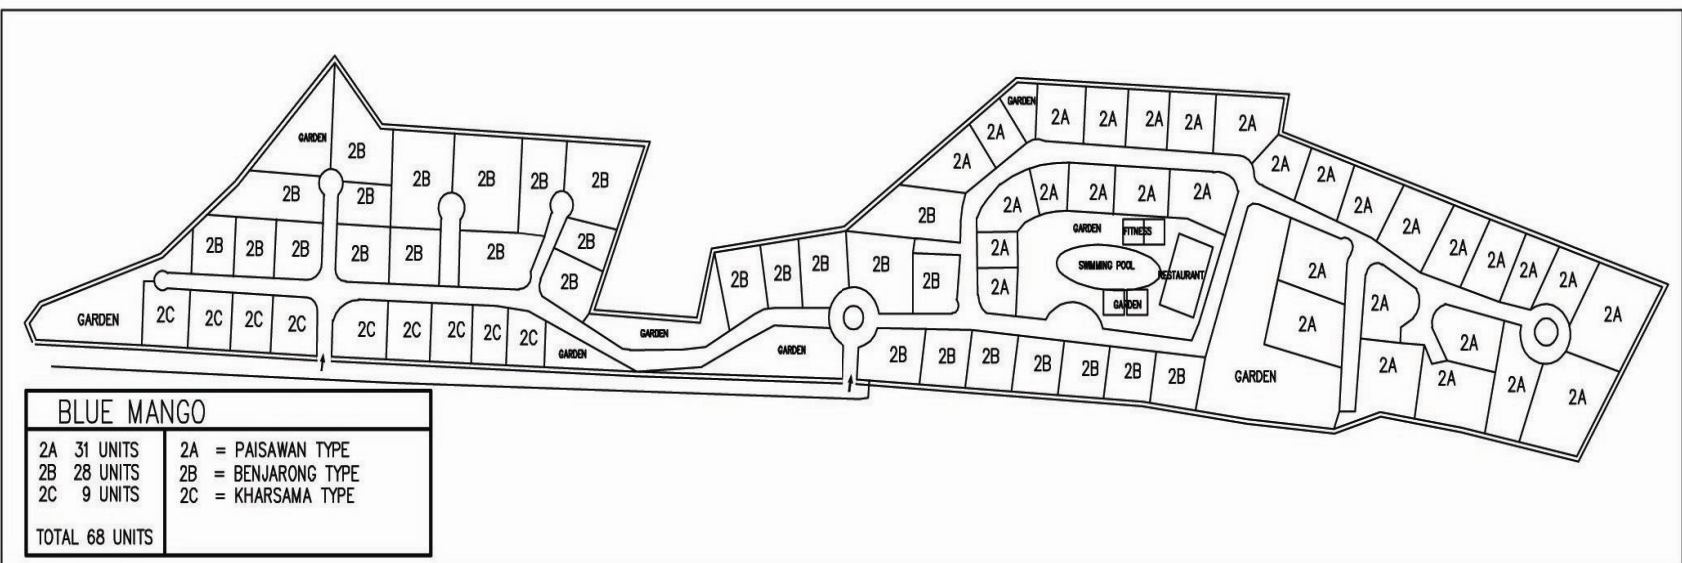 GARDEN
2A
2A
2A
2A
2A
2A
2A
GARDEN
2B
2B
2B
2B
2B
2A
2A
2A
2A
2B
2B
2A
2A
2A
2A
2A
2A
2B
GARDEN
FITNESS
2A
2A
2B
2B
2B
2B
2B
2B
2B
2A
2A
2A
2A
2B
2B
2B
2B
2B
2B
2A
SWIMMING POOL
RESTAURANT
2A
2A
GARDEN
2A
2A
GARDEN
2C
2C
2C
2C
2C
2C
2C
2C
2C
GARDEN
GARDEN
GARDEN
2A
2A
2B
2B
2B
2B
2B
2B
2B
GARDEN
2A
2A
2A
2A
BLUE MANGO
2A 31 UNITS
2B 28 UNITS
2C 9 UNITS
TOTAL 68 UNITS
2A = PAISAWAN TYPE
2B = BENJARONG TYPE
2C = KHARSAMA TYPE